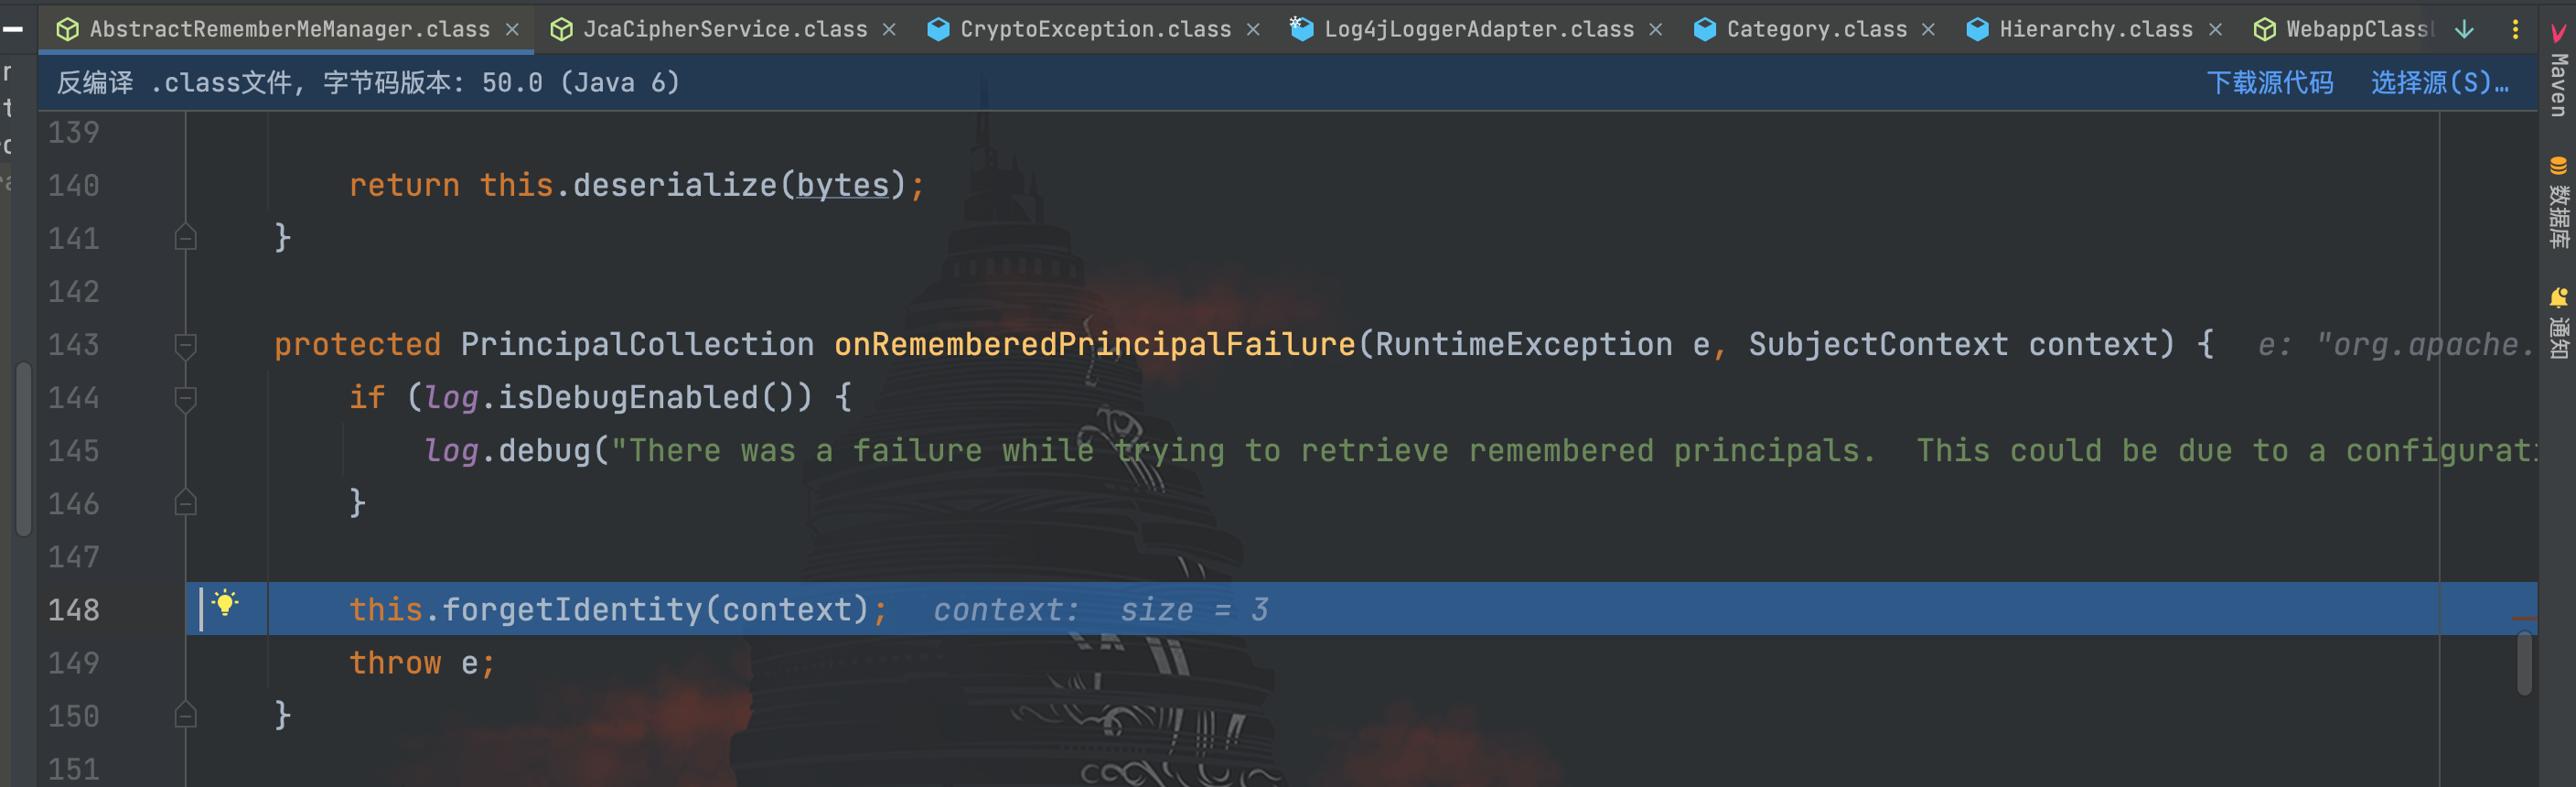 AbstractRememberMeManager.class JcaCipherService.class CryptoException.class Log4jLoggerAdapter.class Category.class Hierarchy.class WebappClassl
反编译 .class文件, 字节码版本: 50.0 (Java 6) 下载源代码 选择源(S)…
139
140 return this.deserialize(bytes);
141 }
142
143 protected PrincipalCollection onRememberedPrincipalFailure(RuntimeException e, SubjectContext context) { e: "org.apache.
144 if (log.isDebugEnabled()) {
145 log.debug("There was a failure while trying to retrieve remembered principals.  This could be due to a configurati
146 }
147
148 this.forgetIdentity(context); context:  size = 3
149 throw e;
150 }
151
Maven
数据库
通知